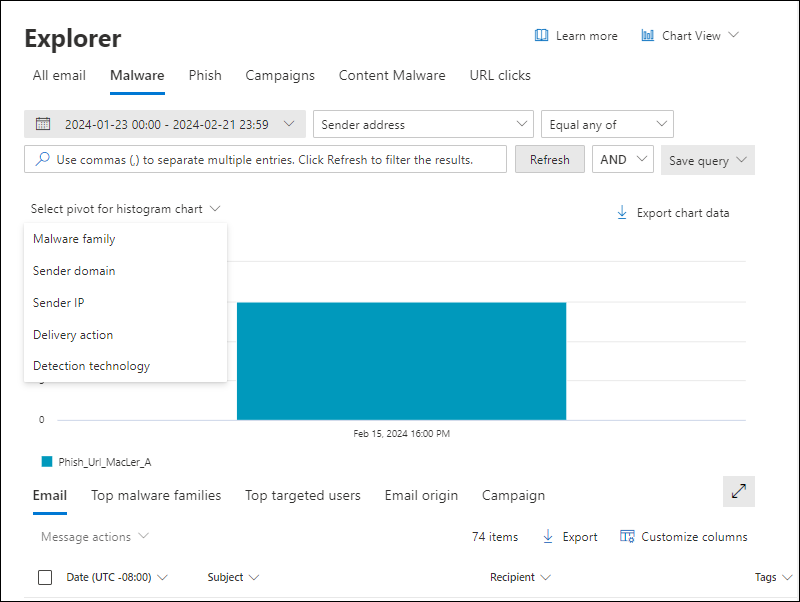 Explorer
Learn more
Chart View
All email
Malware
Phish
Campaigns
Content Malware
URL clicks
2024-01-23 00:00 - 2024-02-21 23:59
Sender address
Equal any of
Use commas (,) to separate multiple entries. Click Refresh to filter the results.
Refresh
AND
Save query
Select pivot for histogram chart
Export chart data
Malware family
Sender domain
Sender IP
Delivery action
Detection technology
0
Feb 15, 2024 16:00 PM
Phish_Url_MacLer_A
Email
Top malware families
Top targeted users
Email origin
Campaign
Message actions
74 items
Export
Customize columns
Date (UTC -08:00)
Subject
Recipient
Tags